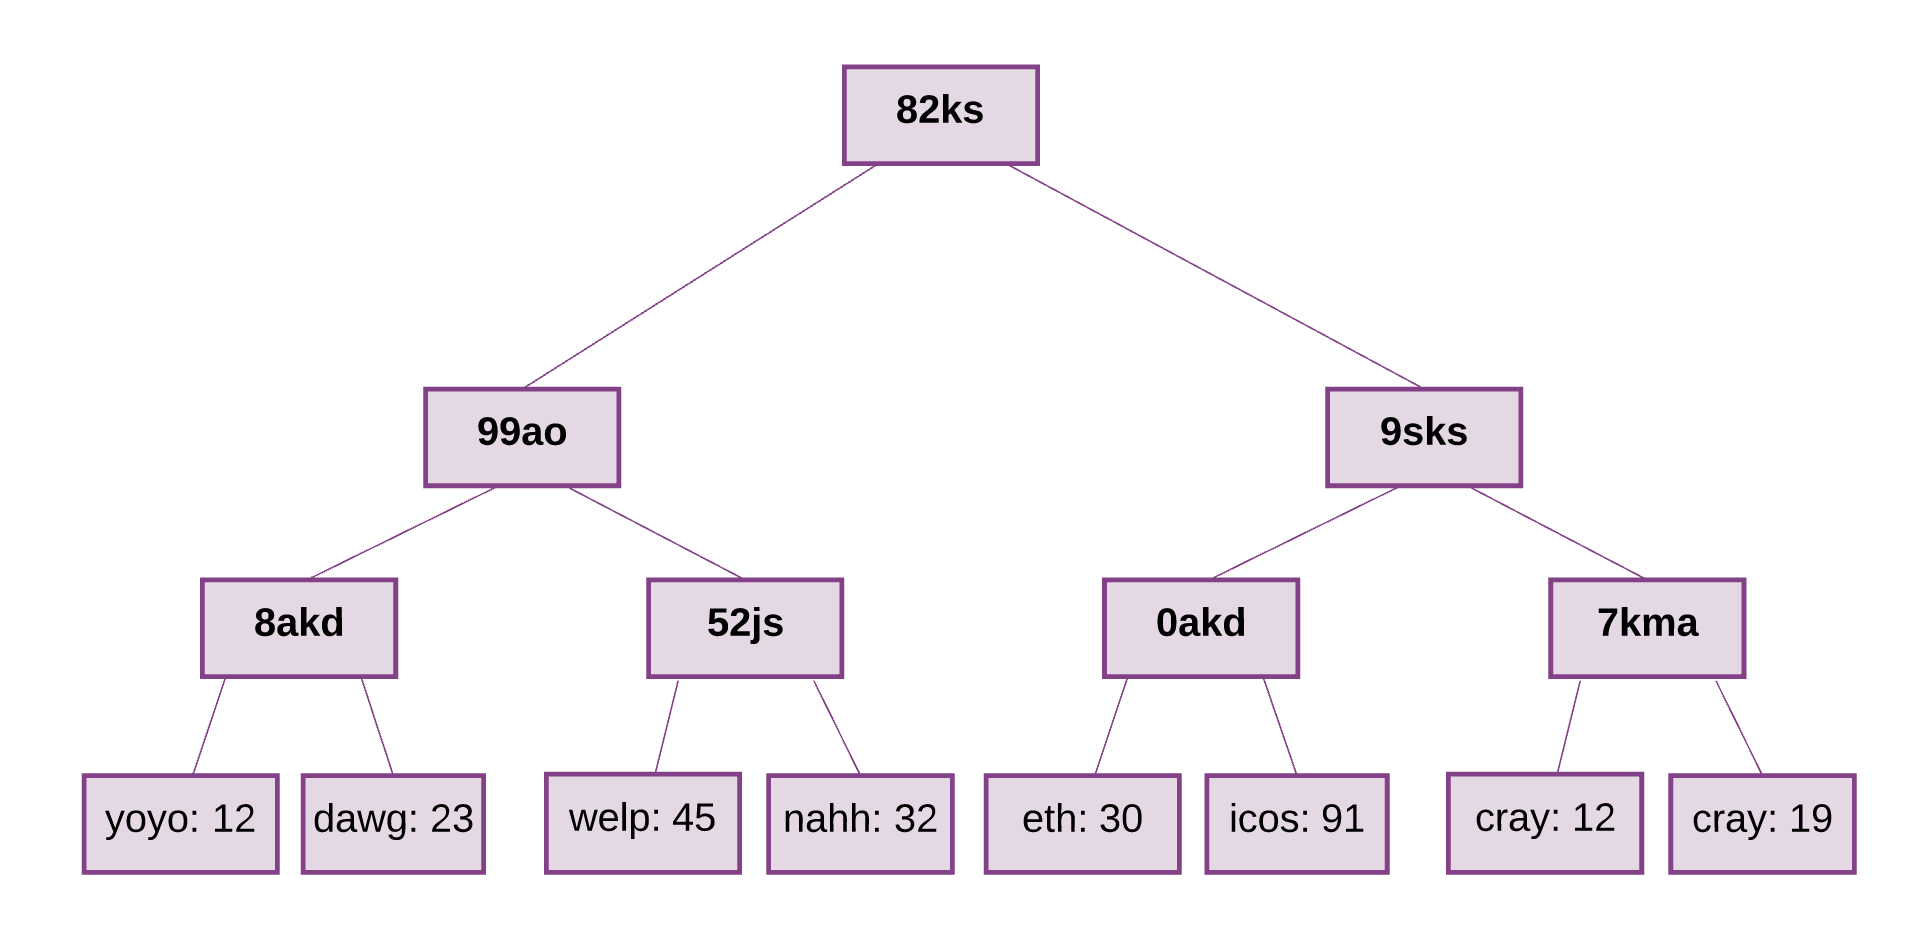 82ks
99ao
9sks
8akd
52js
0akd
7kma
yoyo: 12
dawg: 23
welp: 45
nahh: 32
eth: 30
icos: 91
cray: 12
cray: 19